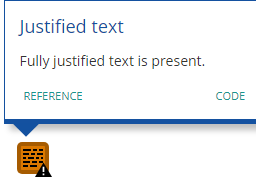 Justified text
Fully justified text is present.
REFERENCE CODE